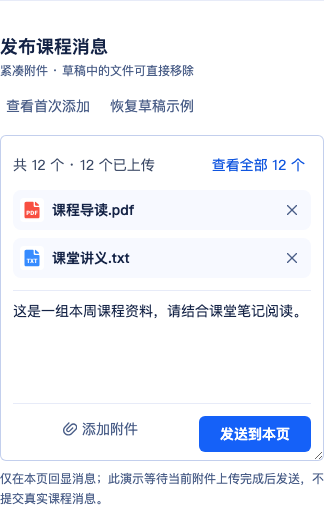 发布课程消息
紧凑附件 · 草稿中的文件可直接移除
查看首次添加 恢复草稿示例
共 12 个 · 12 个已上传 查看全部 12 个
PDF 课程导读.pdf
TXT 课堂讲义.txt
这是一组本周课程资料，请结合课堂笔记阅读。
添加附件 发送到本页
仅在本页回显消息；此演示等待当前附件上传完成后发送，不
提交真实课程消息。